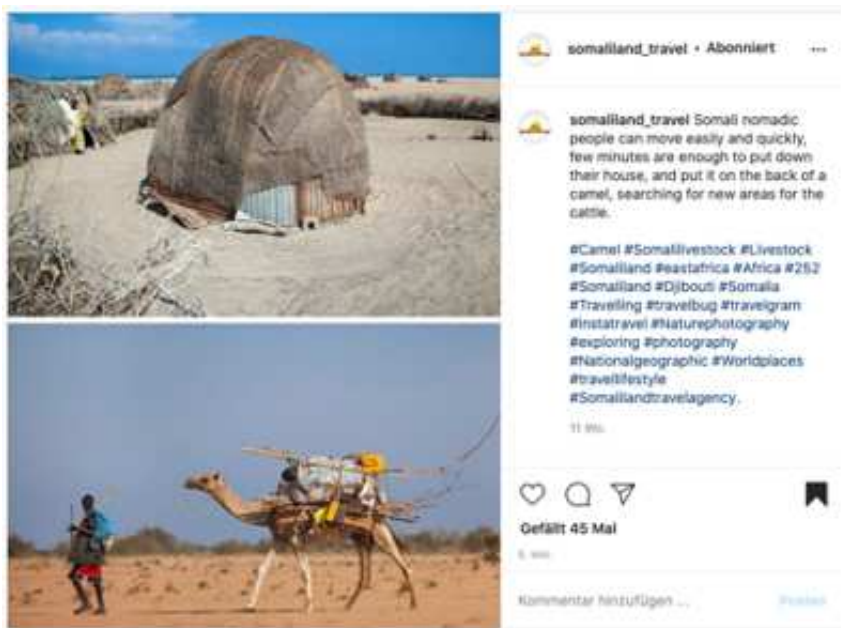 somaliland_travel • Abonniert
somaliland_travel Somali nomadic
people can move easily and quickly,
few minutes are enough to put down
their house, and put it on the back of a
camel, searching for new areas for the
cattle.
#Camel #Somalilivestock #Livestock
#Somaliland #eastafrica #Africa #252
#Somaliland #Djibouti #Somalia
#Travelling #travelbug #travelgram
#instatravel #Naturephotography
#exploring #photography
#Nationalgeographic #Worldplaces
#travellifestyle
#Somalilandtravelagency.
11 Wo.
Gefällt 45 Mal
Kommentar hinzufügen ...
Posten